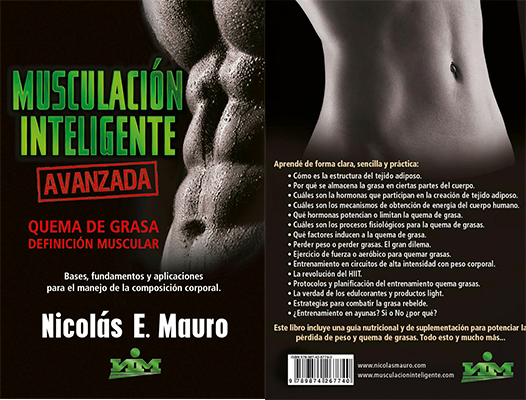 MUSCULACIÓN
INTELIGENTE
AVANZADA
QUEMA DE GRASA
DEFINICIÓN MUSCULAR
Bases, fundamentos y aplicaciones
para el manejo de la composición corporal.
Nicolás E. Mauro
NM
Aprendé de forma clara, sencilla y práctica:
• Cómo es la estructura del tejido adiposo.
• Por qué se almacena la grasa en ciertas partes del cuerpo.
• Cuáles son las hormonas que participan en la creación de tejido adiposo.
• Cuáles son los mecanismos de obtención de energía del cuerpo humano.
• Qué hormonas potencian o limitan la quema de grasa.
• Cuáles son los procesos fisiológicos para la quema de grasas.
• Qué factores inducen a la quema de grasa.
• Perder peso o perder grasas. El gran dilema.
• Ejercicio de fuerza o aeróbico para quemar grasas.
• Entrenamiento en circuitos de alta intensidad con peso corporal.
• La revolución del HIIT.
• Protocolos y planificación del entrenamiento quema grasas.
• La verdad de los edulcorantes y productos light.
• Estrategias para combatir la grasa rebelde.
• ¿Entrenamiento en ayunas? Si o No ¿por qué?
Este libro incluye una guía nutricional y de suplementación para potenciar la
pérdida de peso y quema de grasas. Todo esto y mucho más...
9 789874 267740
www.nicolasmauro.com
www.musculacioninteligente.com
NM